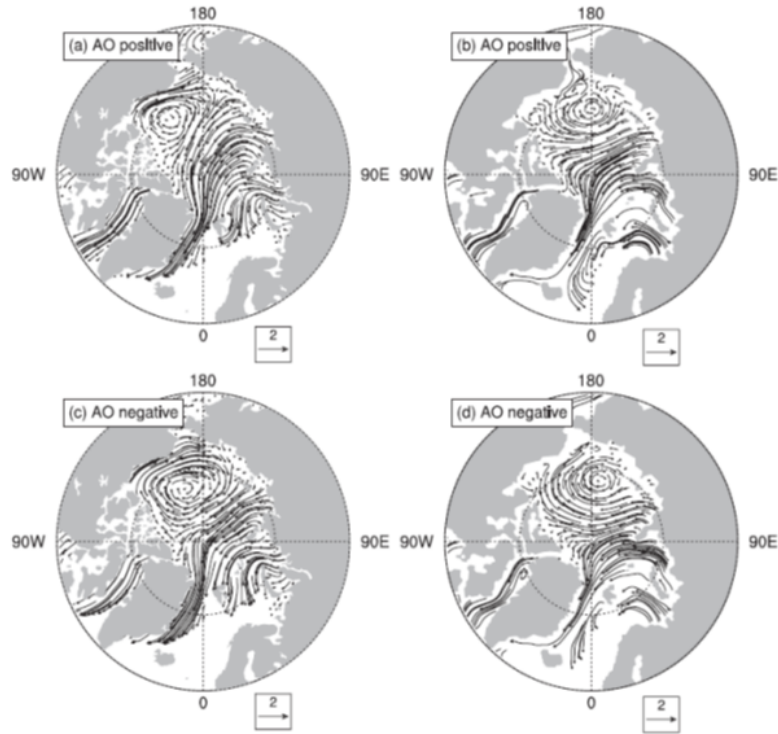 180
180
(a) AO positive
(b) AO positive
90W
90E
90W
90E
0
0
2
2
180
180
(c) AO negative
(d) AO negative
90W
90E
90W
90E
0
0
2
2